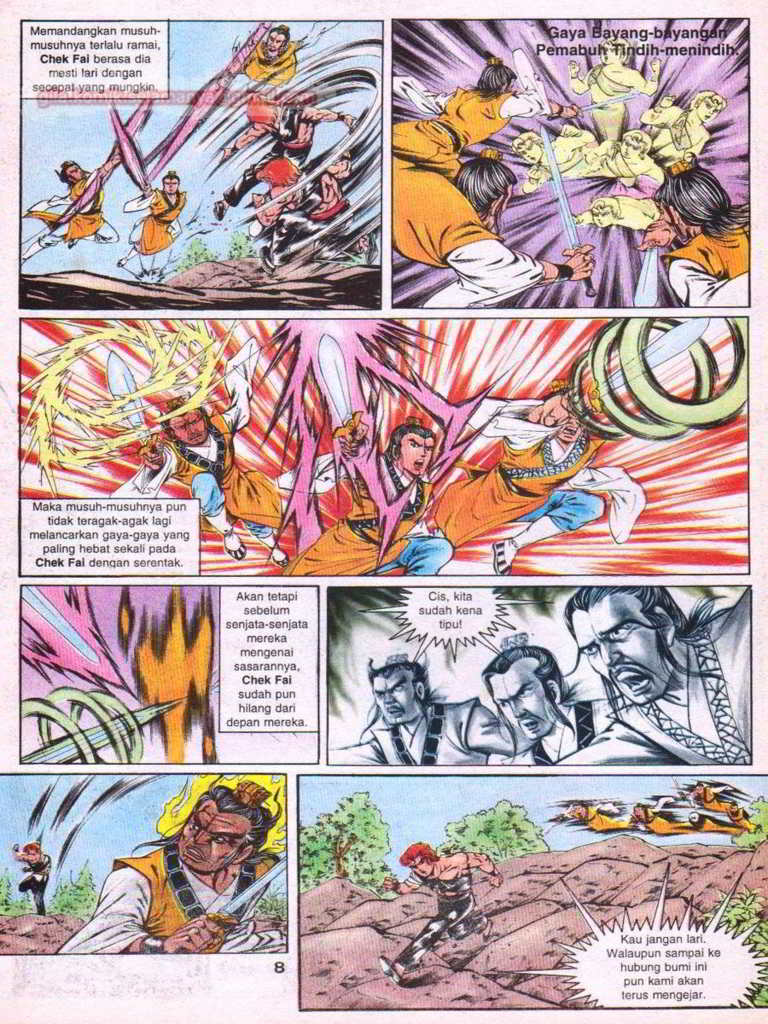 Memandangkan musuh-
musuhnya terlalu ramai,
Chek Fai berasa dia
mesti lari dengan
secepat yang mungkin.
Gaya Bayang-bayangan
Pemabuh Tindih-menindih.
Maka musuh-musuhnya pun
tidak teragak-agak lagi
melancarkan gaya-gaya yang
paling hebat sekali pada
Chek Fai dengan serentak.
Akan tetapi
sebelum
senjata-senjata
mereka
mengenai
sasarannya,
Chek Fai
sudah pun
hilang dari
depan mereka.
Cis, kita
sudah kena
tipu!
Kau jangan lari.
Walaupun sampai ke
hubung bumi ini
pun kami akan
terus mengejar.
8